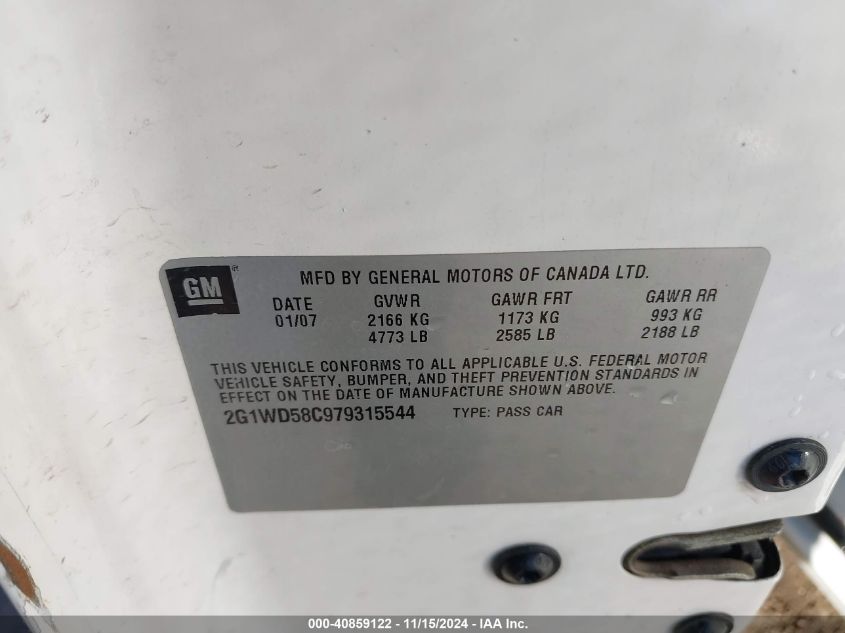 GM®
MFD BY GENERAL MOTORS OF CANADA LTD.
DATE GVWR GAWR FRT GAWR RR
01/07 2166 KG 1173 KG 993 KG
4773 LB 2585 LB 2188 LB
THIS VEHICLE CONFORMS TO ALL APPLICABLE U.S. FEDERAL MOTOR
VEHICLE SAFETY, BUMPER, AND THEFT PREVENTION STANDARDS IN
EFFECT ON THE DATE OF MANUFACTURE SHOWN ABOVE.
2G1WD58C979315544 TYPE: PASS CAR
000-40859122 - 11/15/2024 - IAA Inc.